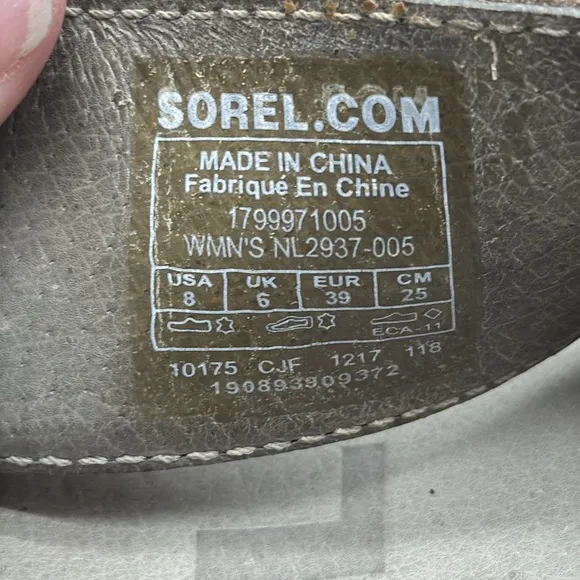 SOREL.COM
MADE IN CHINA
Fabriqué En Chine
1799971005
WMN'S NL2937-005
USA UK EUR CM
8 6 39 25
ECA-11
10175 CJF 1217 118
190893909372